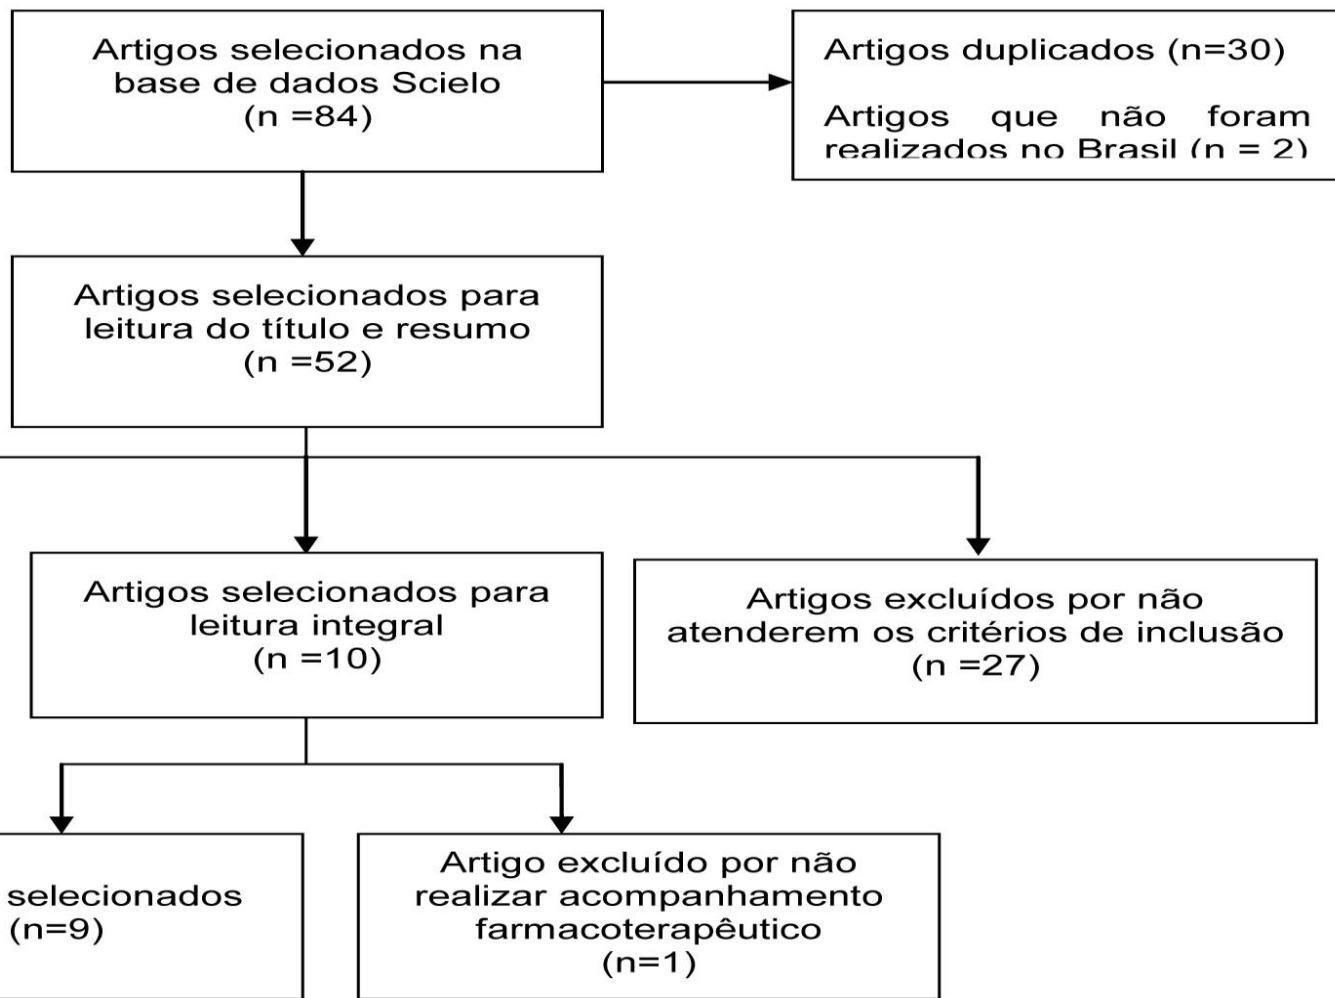 Artigos selecionados na
base de dados Scielo
(n =84)
Artigos duplicados (n=30)
Artigos que não foram
realizados no Brasil (n = 2)
Artigos selecionados para
leitura do título e resumo
(n =52)
Artigos selecionados para
leitura integral
(n =10)
Artigos excluídos por não
atenderem os critérios de inclusão
(n =27)
selecionados
(n=9)
Artigo excluído por não
realizar acompanhamento
farmacoterapêutico
(n=1)